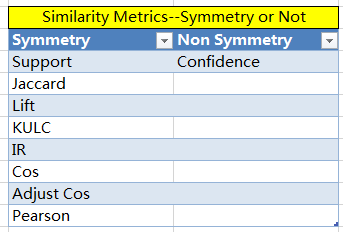 Similarity Metrics--Symmetry or Not
Symmetry Non Symmetry
Support Confidence
Jaccard
Lift
KULC
IR
Cos
Adjust Cos
Pearson